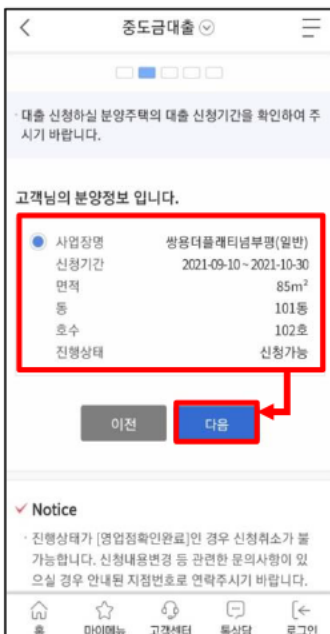 중도금대출
· 대출 신청하실 분양주택의 대출 신청기간을 확인하여 주
시기 바랍니다.
고객님의 분양정보 입니다.
사업장명 쌍용더플래티넘부평(일반)
신청기간 2021-09-10 ~ 2021-10-30
면적 85m²
동 101동
호수 102호
진행상태 신청가능
이전 다음
Notice
· 진행상태가 [영업점확인완료]인 경우 신청취소가 불
가능합니다. 신청내용변경 등 관련한 문의사항이 있
으실 경우 안내된 지점번호로 연락주시기 바랍니다.
홈 마이메뉴 고객센터 톡상담 로그인